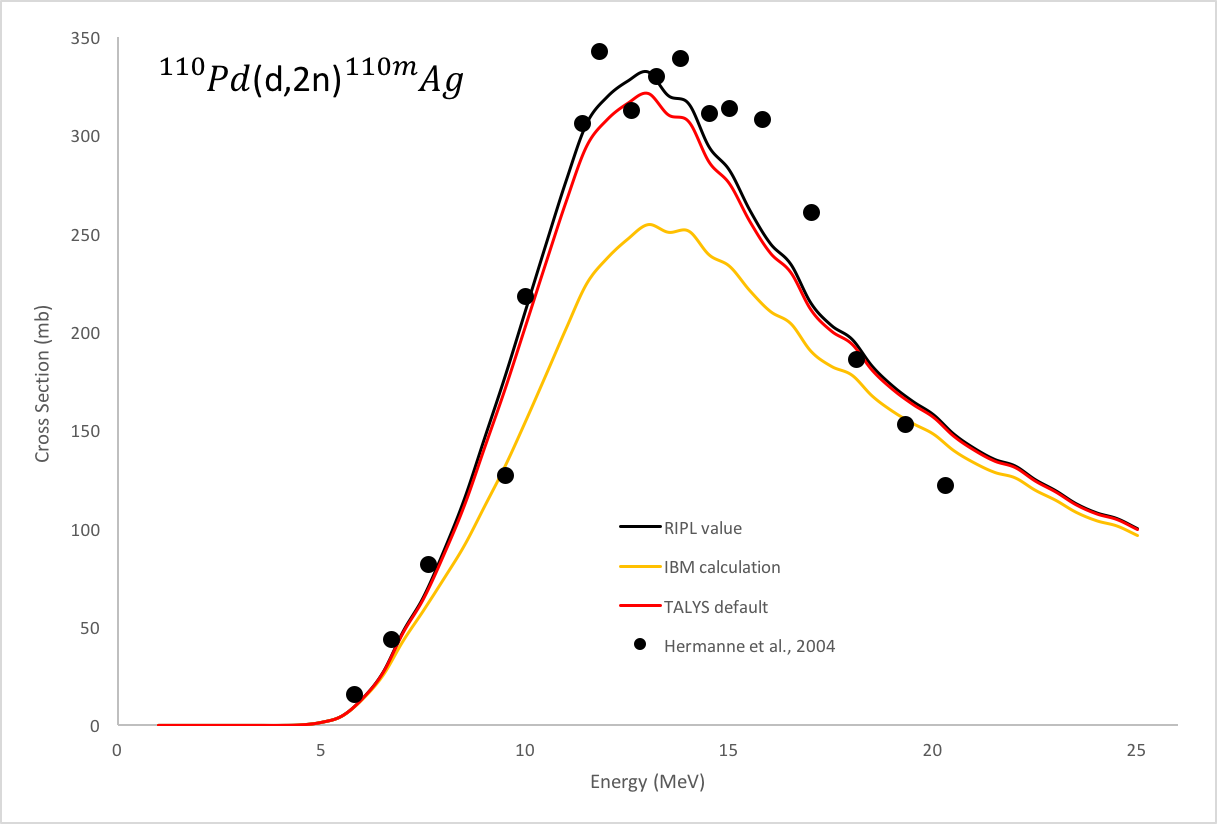 350
¹¹⁰Pd(d,2n)¹¹⁰ᵐAg
300
250
200
150
100
50
0
Cross Section (mb)
RIPL value
IBM calculation
TALYS default
Hermanne et al., 2004
0 5 10 15 20 25
Energy (MeV)